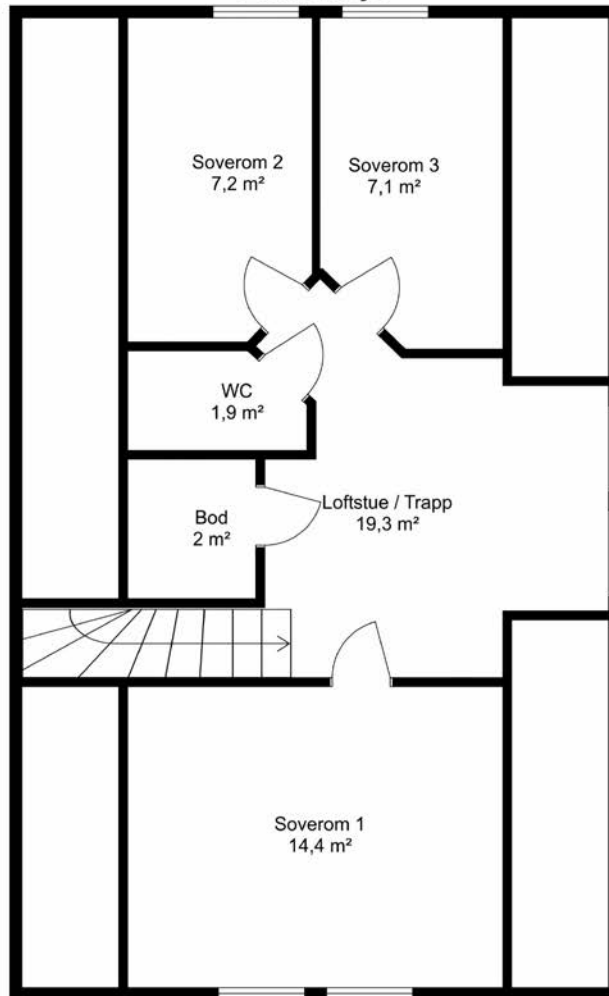 Soverom 2
7,2 m²
Soverom 3
7,1 m²
WC
1,9 m²
Loftstue / Trapp
19,3 m²
Bod
2 m²
Soverom 1
14,4 m²